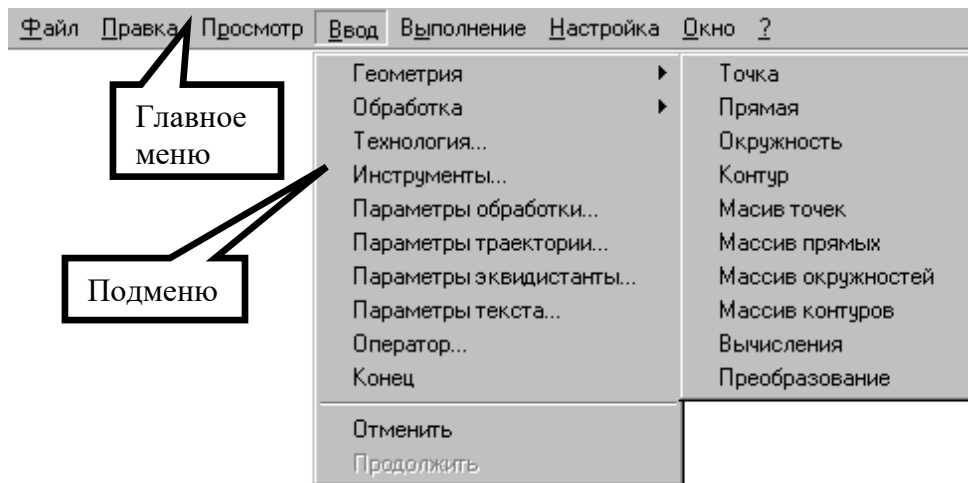 Файл Правка Просмотр Ввод Выполнение Настройка Окно ?
Главное
меню
Подменю
Геометрия
Обработка
Технология...
Инструменты...
Параметры обработки...
Параметры траектории...
Параметры эквидистанты...
Параметры текста...
Оператор...
Конец
Отменить
Продолжить
Точка
Прямая
Окружность
Контур
Масив точек
Массив прямых
Массив окружностей
Массив контуров
Вычисления
Преобразование